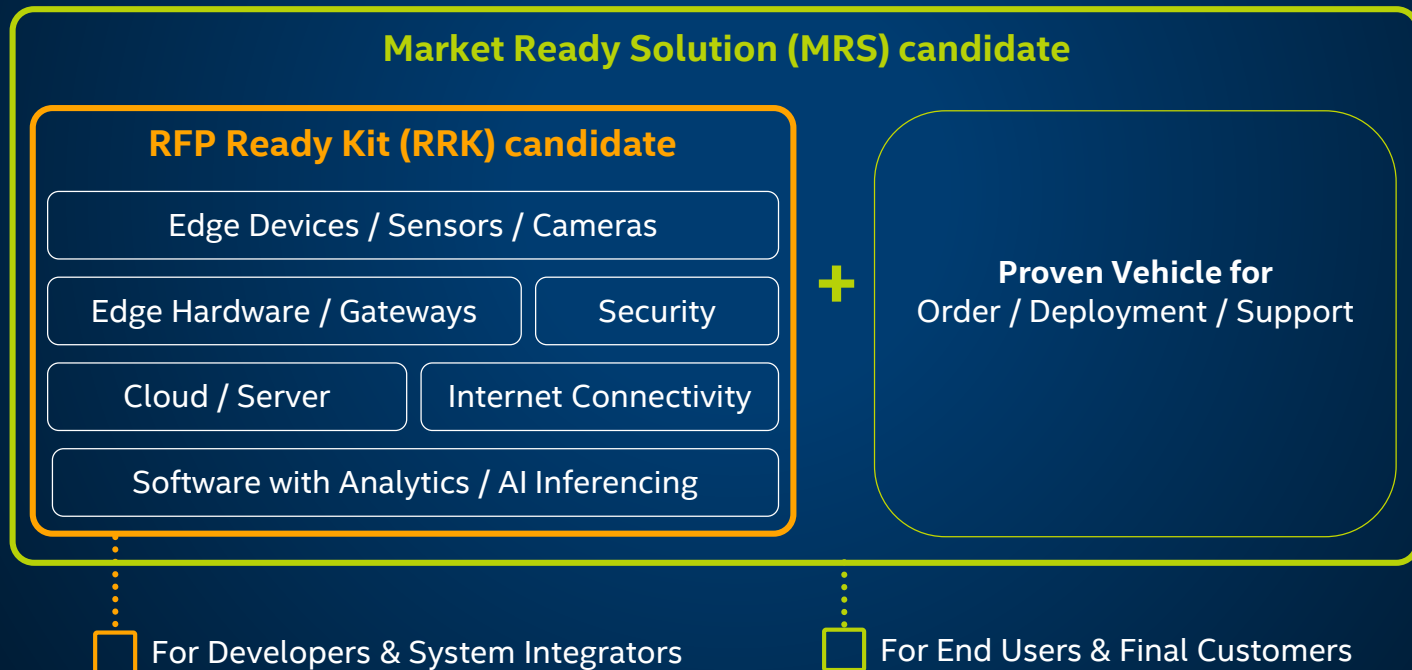 Market Ready Solution (MRS) candidate
RFP Ready Kit (RRK) candidate
Edge Devices / Sensors / Cameras
Edge Hardware / Gateways
Security
Cloud / Server
Internet Connectivity
Software with Analytics / AI Inferencing
+
Proven Vehicle for
Order / Deployment / Support
For Developers & System Integrators
For End Users & Final Customers